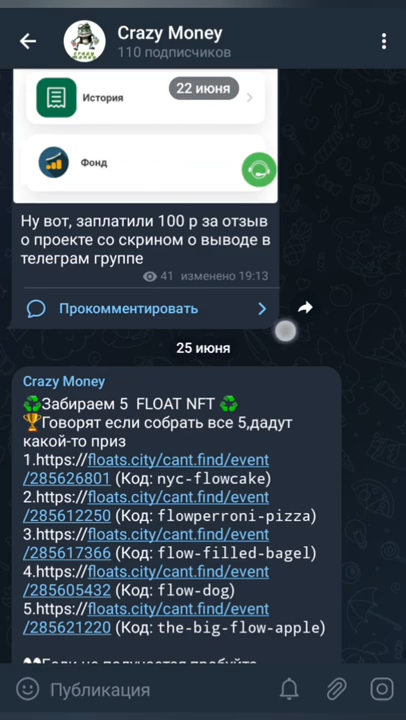 Crazy Money
110 подписчиков
22 июня
История
Фонд
Ну вот, заплатили 100 р за отзыв
о проекте со скрином о выводе в
телеграм группе
41 изменено 19:13
Прокомментировать
25 июня
Crazy Money
♻️Забираем 5 FLOAT NFT ♻️
🏆Говорят если собрать все 5,дадут
какой-то приз
1.https://floats.city/cant.find/event
/285626801 (Код: nyc-flowcake)
2.https://floats.city/cant.find/event
/285612250 (Код: flowperroni-pizza)
3.https://floats.city/cant.find/event
/285617366 (Код: flow-filled-bagel)
4.https://floats.city/cant.find/event
/285605432 (Код: flow-dog)
5.https://floats.city/cant.find/event
/285621220 (Код: the-big-flow-apple)
👀Если не получается пробуйте
Публикация